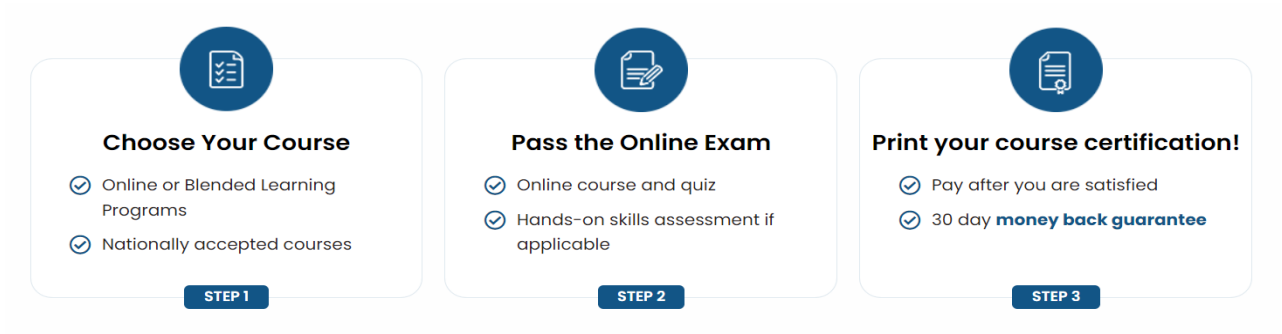 Choose Your Course
Online or Blended Learning
Programs
Nationally accepted courses
STEP 1
Pass the Online Exam
Online course and quiz
Hands-on skills assessment if
applicable
STEP 2
Print your course certification!
Pay after you are satisfied
30 day money back guarantee
STEP 3